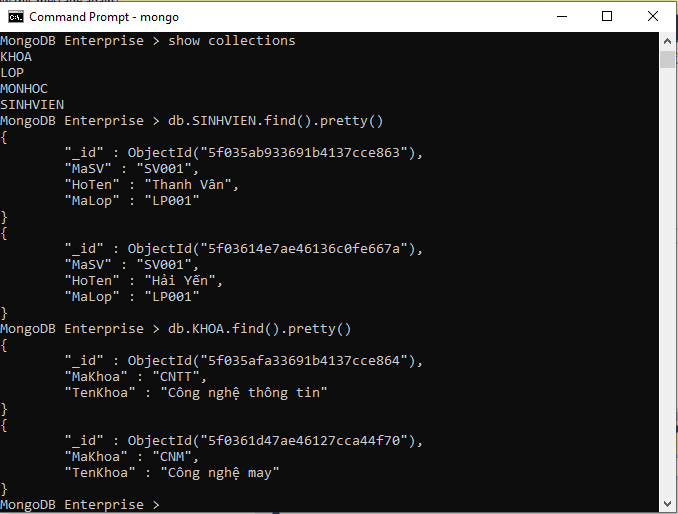 Command Prompt - mongo
MongoDB Enterprise > show collections
KHOA
LOP
MONHOC
SINHVIEN
MongoDB Enterprise > db.SINHVIEN.find().pretty()
{
        "_id" : ObjectId("5f035ab933691b4137cce863"),
        "MaSV" : "SV001",
        "HoTen" : "Thanh Vân",
        "MaLop" : "LP001"
}
{
        "_id" : ObjectId("5f03614e7ae46136c0fe667a"),
        "MaSV" : "SV001",
        "HoTen" : "Hải Yến",
        "MaLop" : "LP001"
}
MongoDB Enterprise > db.KHOA.find().pretty()
{
        "_id" : ObjectId("5f035afa33691b4137cce864"),
        "MaKhoa" : "CNTT",
        "TenKhoa" : "Công nghệ thông tin"
}
{
        "_id" : ObjectId("5f0361d47ae46127cca44f70"),
        "MaKhoa" : "CNM",
        "TenKhoa" : "Công nghệ may"
}
MongoDB Enterprise >